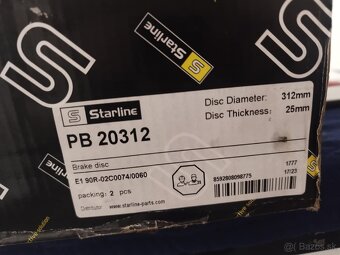 Starline
S
S Starline
PB 20312
Disc Diameter: 312mm
Disc Thickness: 25mm
Brake disc
E1 90R-02C0074/0060
packing: 2 pcs
8592808098775
1777
17/23
www.starline-parts.com
bazos.sk